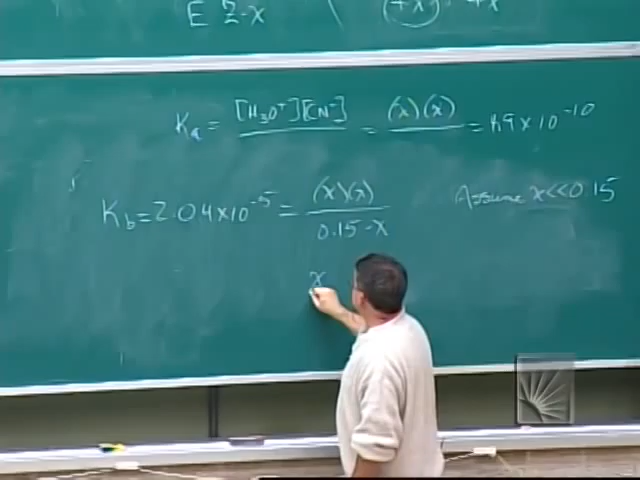 E 2-x (+x) 4x
Ka = [H3O+][CN-] / = (x)(x) / = 4.9 x 10^-10
Kb = 2.04 x 10^-5 = (x)(x) / 0.15-x Assume x<<0.15
x